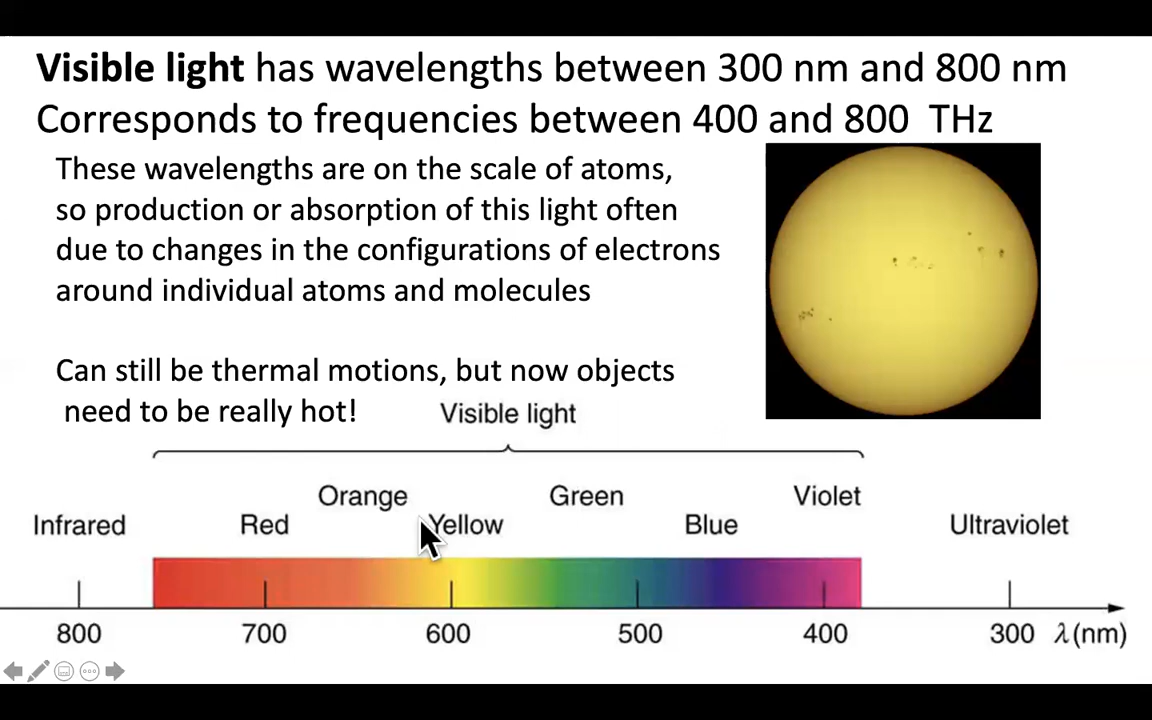 Visible light has wavelengths between 300 nm and 800 nm
Corresponds to frequencies between 400 and 800 THz
These wavelengths are on the scale of atoms,
so production or absorption of this light often
due to changes in the configurations of electrons
around individual atoms and molecules
Can still be thermal motions, but now objects
need to be really hot!
Visible light
Orange Green Violet
Infrared Red Yellow Blue Ultraviolet
800 700 600 500 400 300 λ(nm)